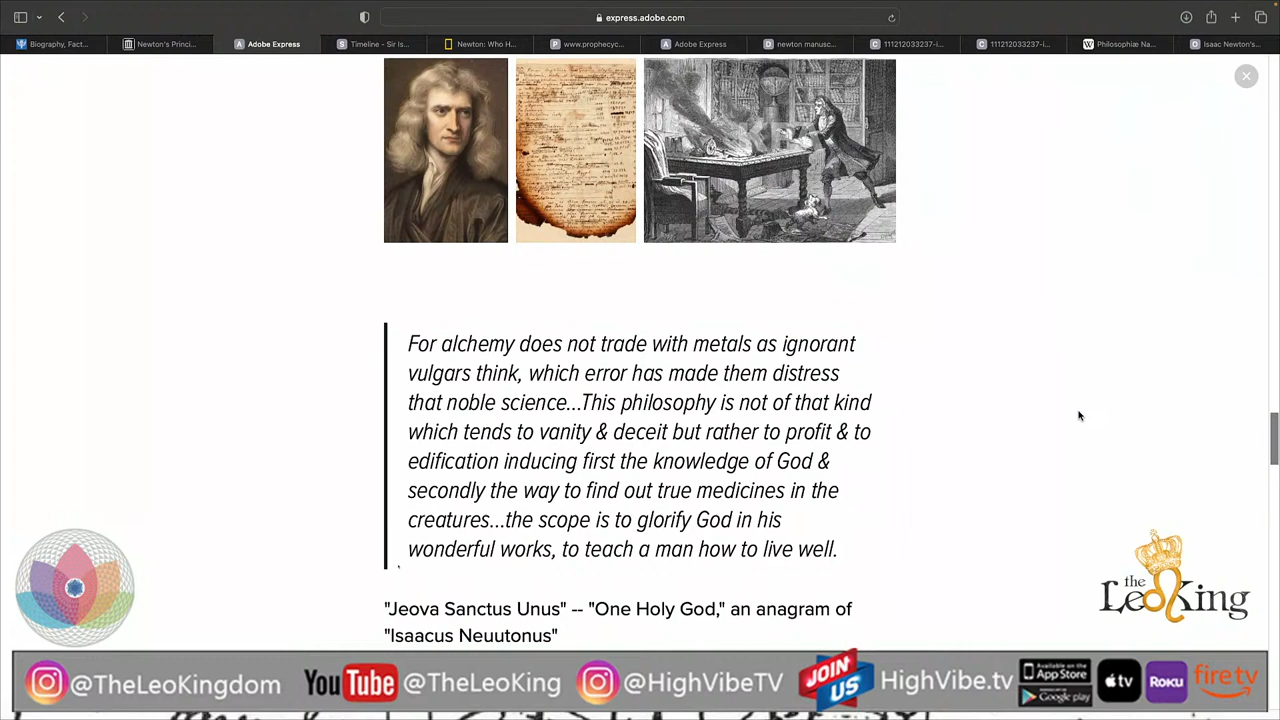 express.adobe.com
Biography, Fact...
Newton's Princi...
Adobe Express
Timeline - Sir Is...
Newton: Who H...
www.prophecyc...
Adobe Express
newton manusc...
111212033237-i...
111212033237-i...
Philosophiæ Na...
Isaac Newton's...
For alchemy does not trade with metals as ignorant
vulgars think, which error has made them distress
that noble science...This philosophy is not of that kind
which tends to vanity & deceit but rather to profit & to
edification inducing first the knowledge of God &
secondly the way to find out true medicines in the
creatures...the scope is to glorify God in his
wonderful works, to teach a man how to live well.
"Jeova Sanctus Unus" -- "One Holy God," an anagram of
"Isaacus Neuutonus"
the
LeoKing
@TheLeoKingdom
YouTube @TheLeoKing
@HighVibeTV
JOIN
US
HighVibe.tv
Available on the
App Store
Google play
tv
Roku
fire tv